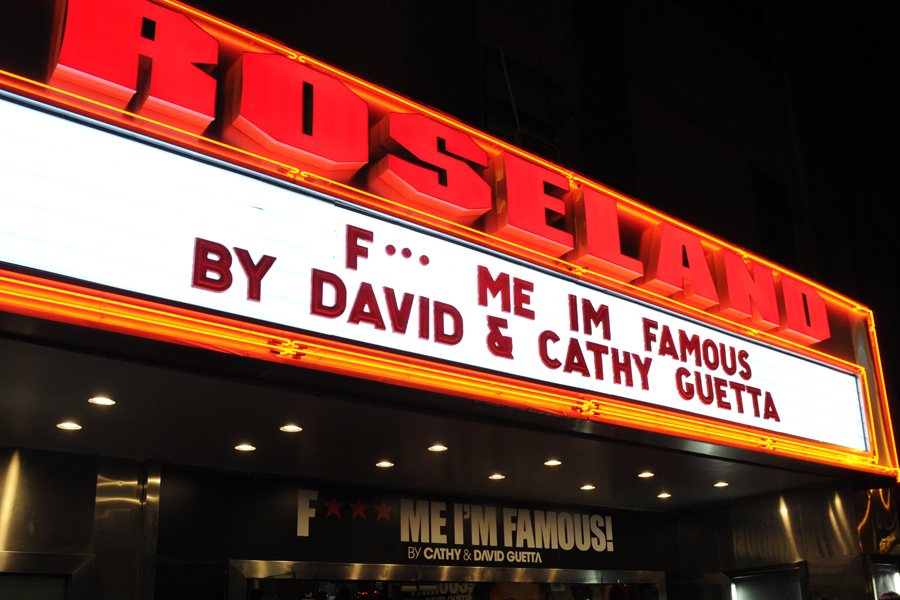 ROSELAND
F••• ME IM FAMOUS
BY DAVID & CATHY GUETTA
F★★★ ME I'M FAMOUS!
BY CATHY & DAVID GUETTA